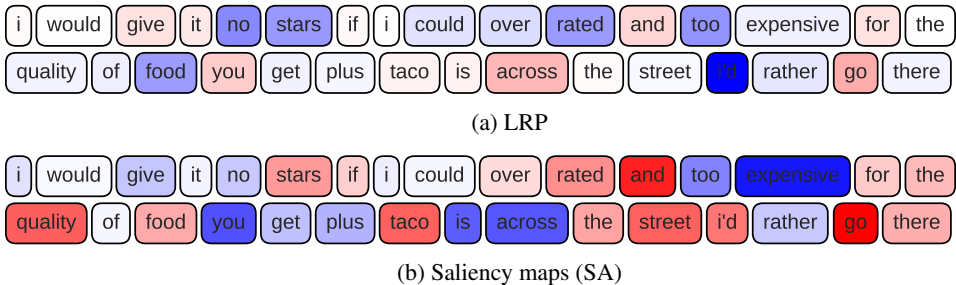 i would give it no stars if i could over rated and too expensive for the
quality of food you get plus taco is across the street i'd rather go there
(a) LRP
i would give it no stars if i could over rated and too expensive for the
quality of food you get plus taco is across the street i'd rather go there
(b) Saliency maps (SA)